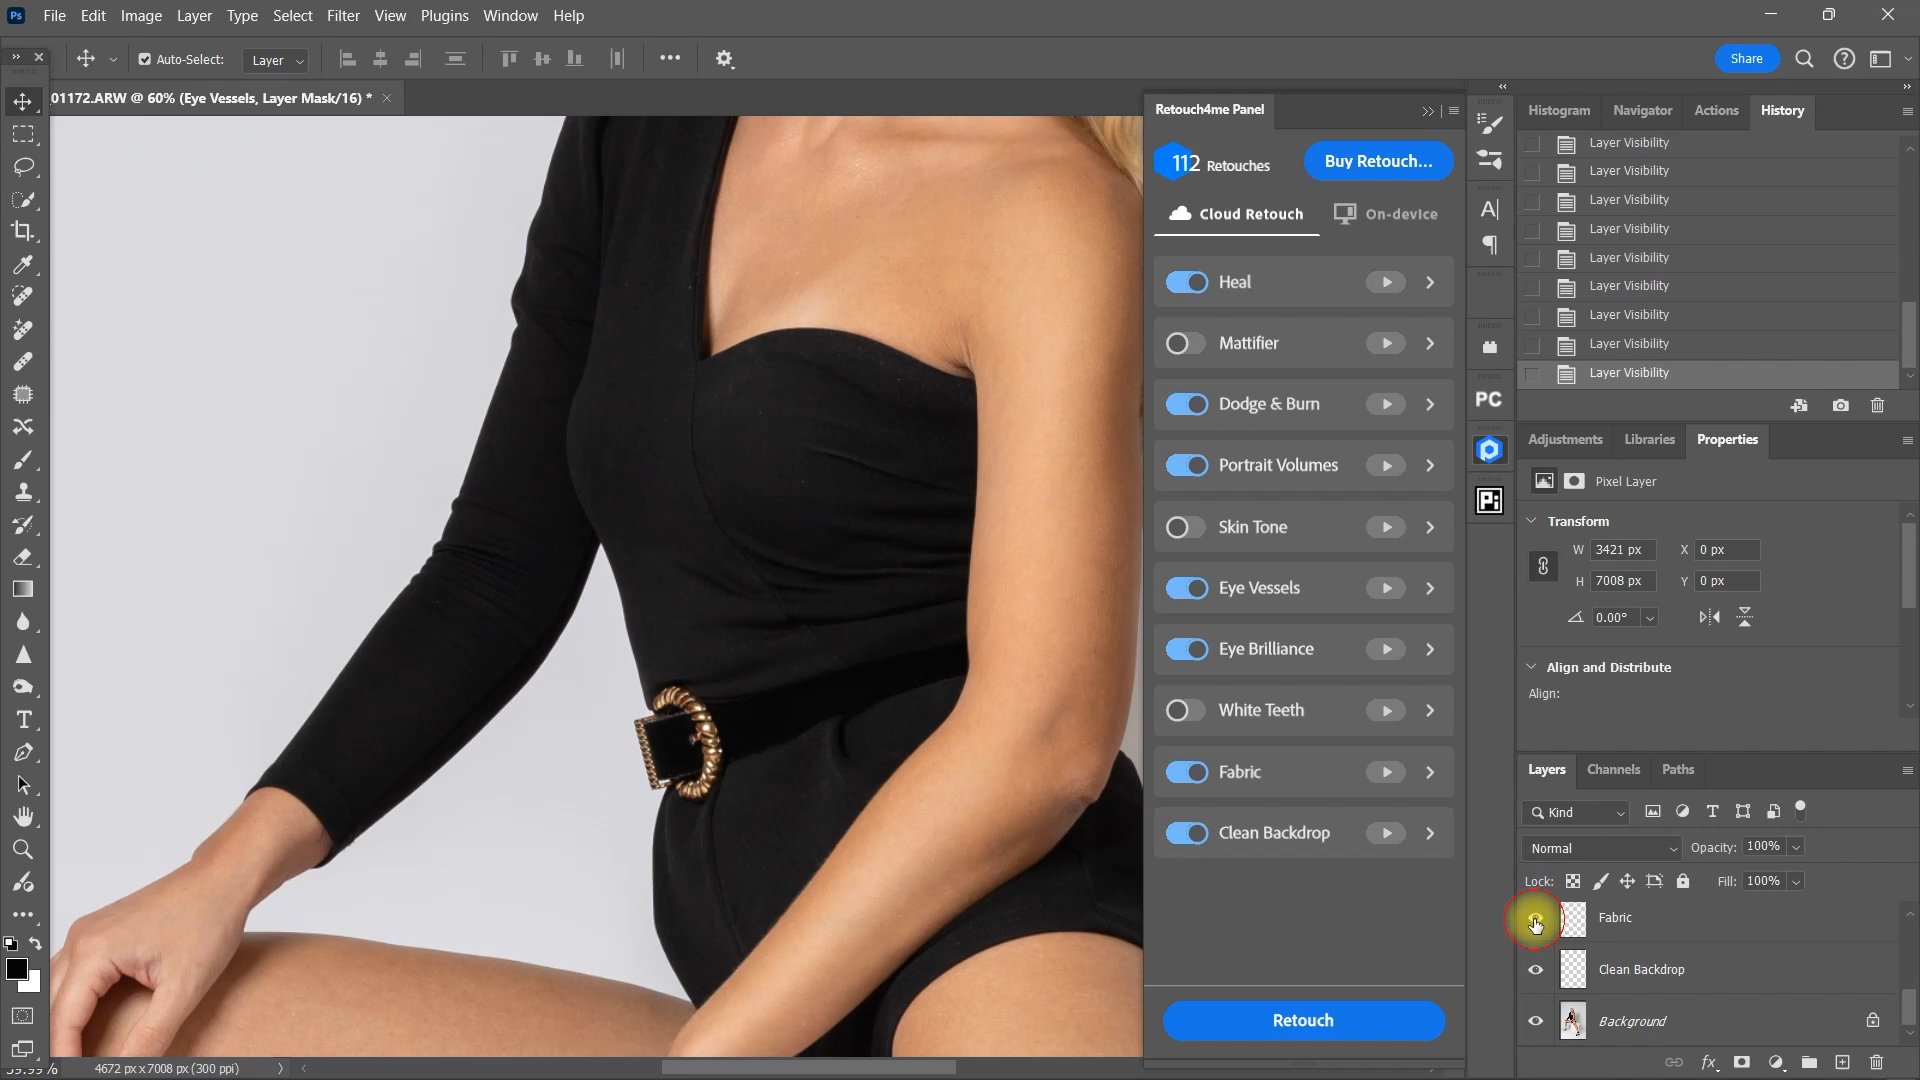 Ps File Edit Image Layer Type Select Filter View Plugins Window Help
Auto-Select: Layer
Share
01172.ARW @ 60% (Eye Vessels, Layer Mask/16) *
Retouch4me Panel
112 Retouches
Buy Retouch...
Cloud Retouch
On-device
Heal
Mattifier
Dodge & Burn
Portrait Volumes
Skin Tone
Eye Vessels
Eye Brilliance
White Teeth
Fabric
Clean Backdrop
Retouch
PC
Pi
Histogram Navigator Actions History
Layer Visibility
Layer Visibility
Layer Visibility
Layer Visibility
Layer Visibility
Layer Visibility
Layer Visibility
Layer Visibility
Layer Visibility
Adjustments Libraries Properties
Pixel Layer
Transform
W 3421 px X 0 px
H 7008 px Y 0 px
0.00°
Align and Distribute
Align:
Layers Channels Paths
Kind
Normal Opacity: 100%
Lock: Fill: 100%
Fabric
Clean Backdrop
Background
59.99% 4672 px x 7008 px (300 ppi)